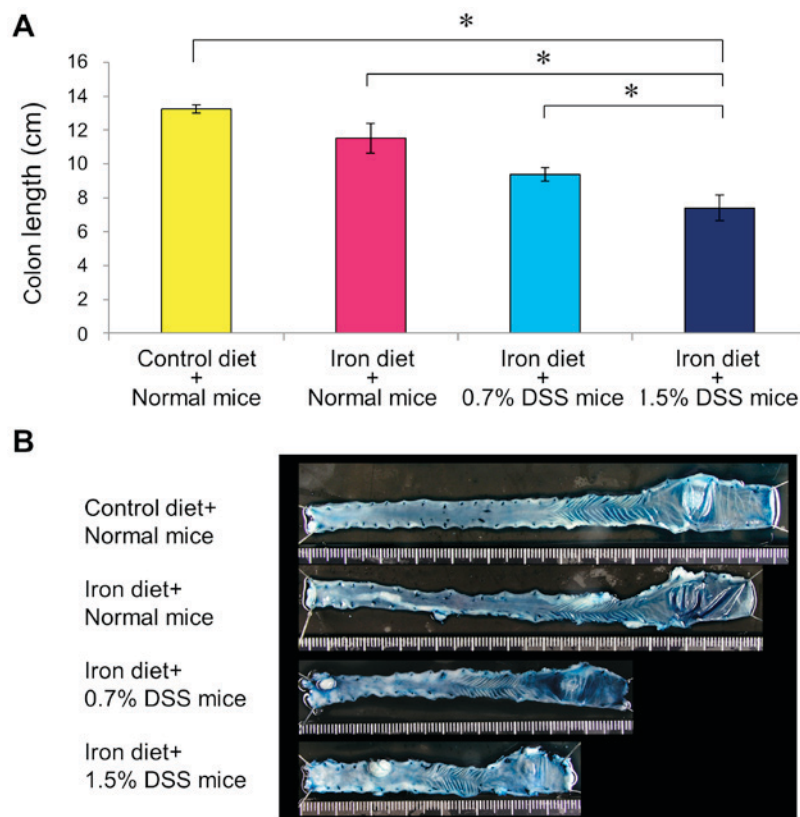 A
*
*
*
Colon length (cm)
16
14
12
10
8
6
4
2
0
Control diet
+
Normal mice
Iron diet
+
Normal mice
Iron diet
+
0.7% DSS mice
Iron diet
+
1.5% DSS mice
B
Control diet+
Normal mice
Iron diet+
Normal mice
Iron diet+
0.7% DSS mice
Iron diet+
1.5% DSS mice